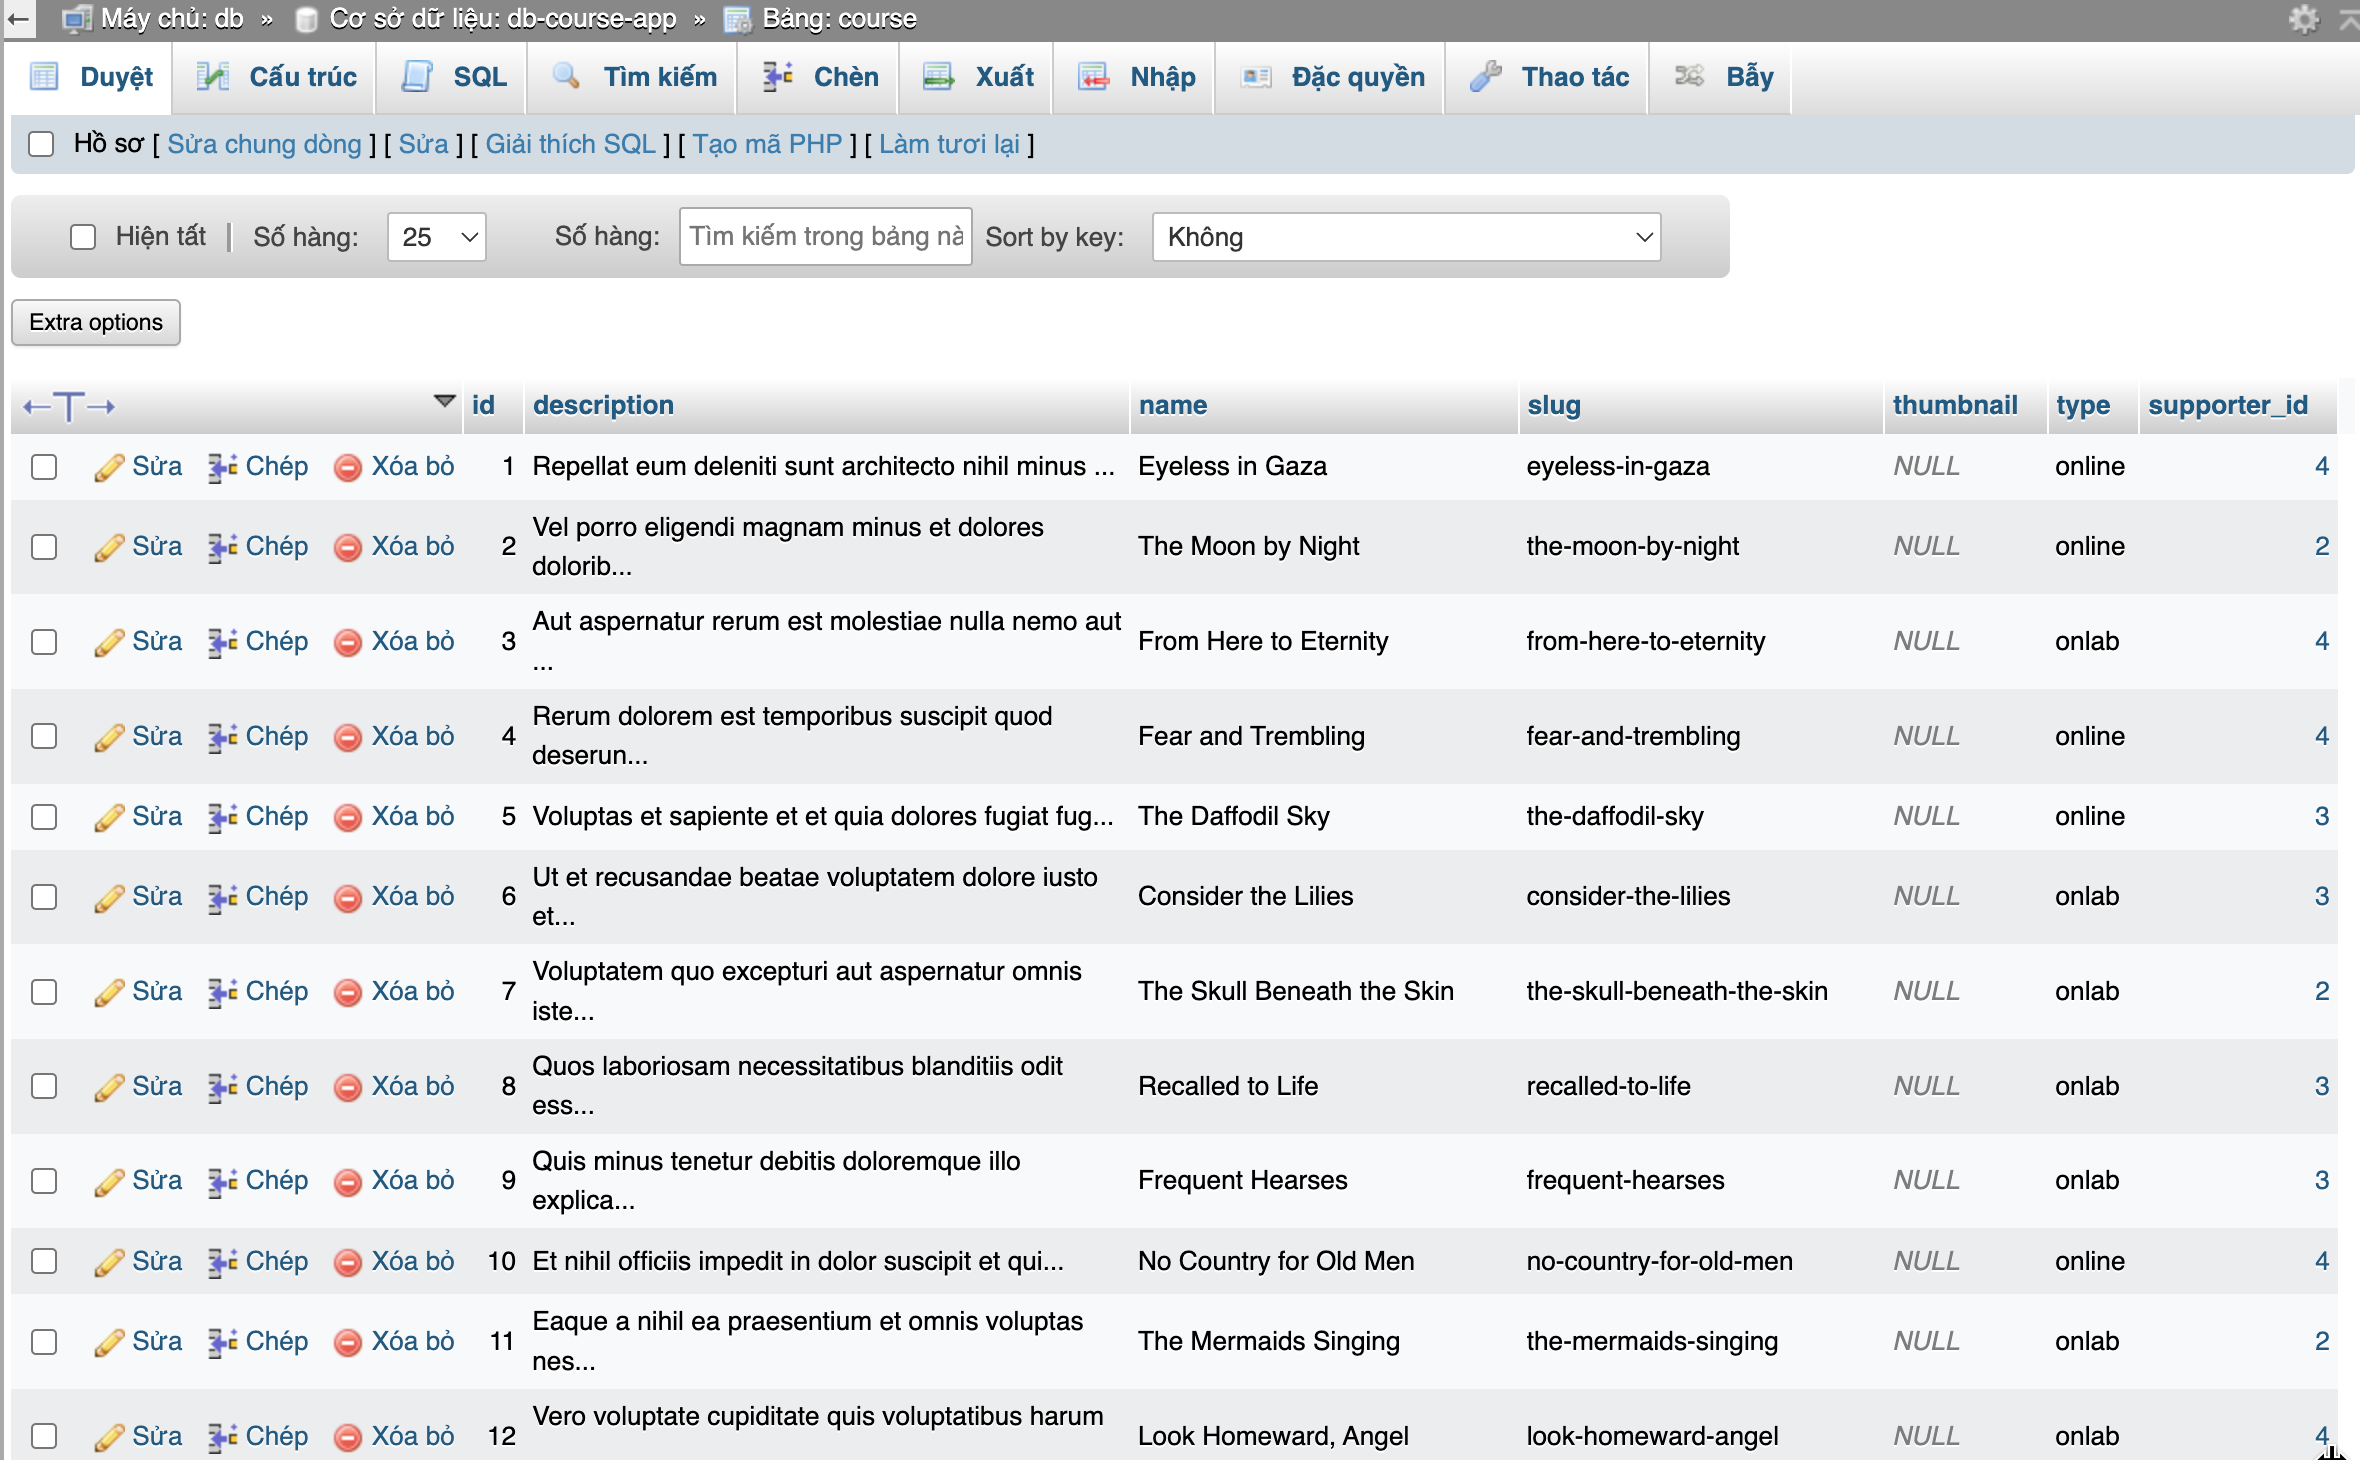 Máy chủ: db » Cơ sở dữ liệu: db-course-app » Bảng: course
Duyệt Cấu trúc SQL Tìm kiếm Chèn Xuất Nhập Đặc quyền Thao tác Bẫy
Hồ sơ [ Sửa chung dòng ] [ Sửa ] [ Giải thích SQL ] [ Tạo mã PHP ] [ Làm tươi lại ]
Hiện tất | Số hàng: 25 Số hàng: Tìm kiếm trong bảng nà Sort by key: Không
Extra options
←T→ id description name slug thumbnail type supporter_id
Sửa Chép Xóa bỏ 1 Repellat eum deleniti sunt architecto nihil minus ... Eyeless in Gaza eyeless-in-gaza NULL online 4
Sửa Chép Xóa bỏ 2 Vel porro eligendi magnam minus et dolores The Moon by Night the-moon-by-night NULL online 2
dolorib...
Sửa Chép Xóa bỏ 3 Aut aspernatur rerum est molestiae nulla nemo aut From Here to Eternity from-here-to-eternity NULL onlab 4
...
Sửa Chép Xóa bỏ 4 Rerum dolorem est temporibus suscipit quod Fear and Trembling fear-and-trembling NULL online 4
deserun...
Sửa Chép Xóa bỏ 5 Voluptas et sapiente et et quia dolores fugiat fug... The Daffodil Sky the-daffodil-sky NULL online 3
Sửa Chép Xóa bỏ 6 Ut et recusandae beatae voluptatem dolore iusto Consider the Lilies consider-the-lilies NULL onlab 3
et...
Sửa Chép Xóa bỏ 7 Voluptatem quo excepturi aut aspernatur omnis The Skull Beneath the Skin the-skull-beneath-the-skin NULL onlab 2
iste...
Sửa Chép Xóa bỏ 8 Quos laboriosam necessitatibus blanditiis odit Recalled to Life recalled-to-life NULL onlab 3
ess...
Sửa Chép Xóa bỏ 9 Quis minus tenetur debitis doloremque illo Frequent Hearses frequent-hearses NULL onlab 3
explica...
Sửa Chép Xóa bỏ 10 Et nihil officiis impedit in dolor suscipit et qui... No Country for Old Men no-country-for-old-men NULL online 4
Sửa Chép Xóa bỏ 11 Eaque a nihil ea praesentium et omnis voluptas The Mermaids Singing the-mermaids-singing NULL onlab 2
nes...
Sửa Chép Xóa bỏ 12 Vero voluptate cupiditate quis voluptatibus harum Look Homeward, Angel look-homeward-angel NULL onlab 4